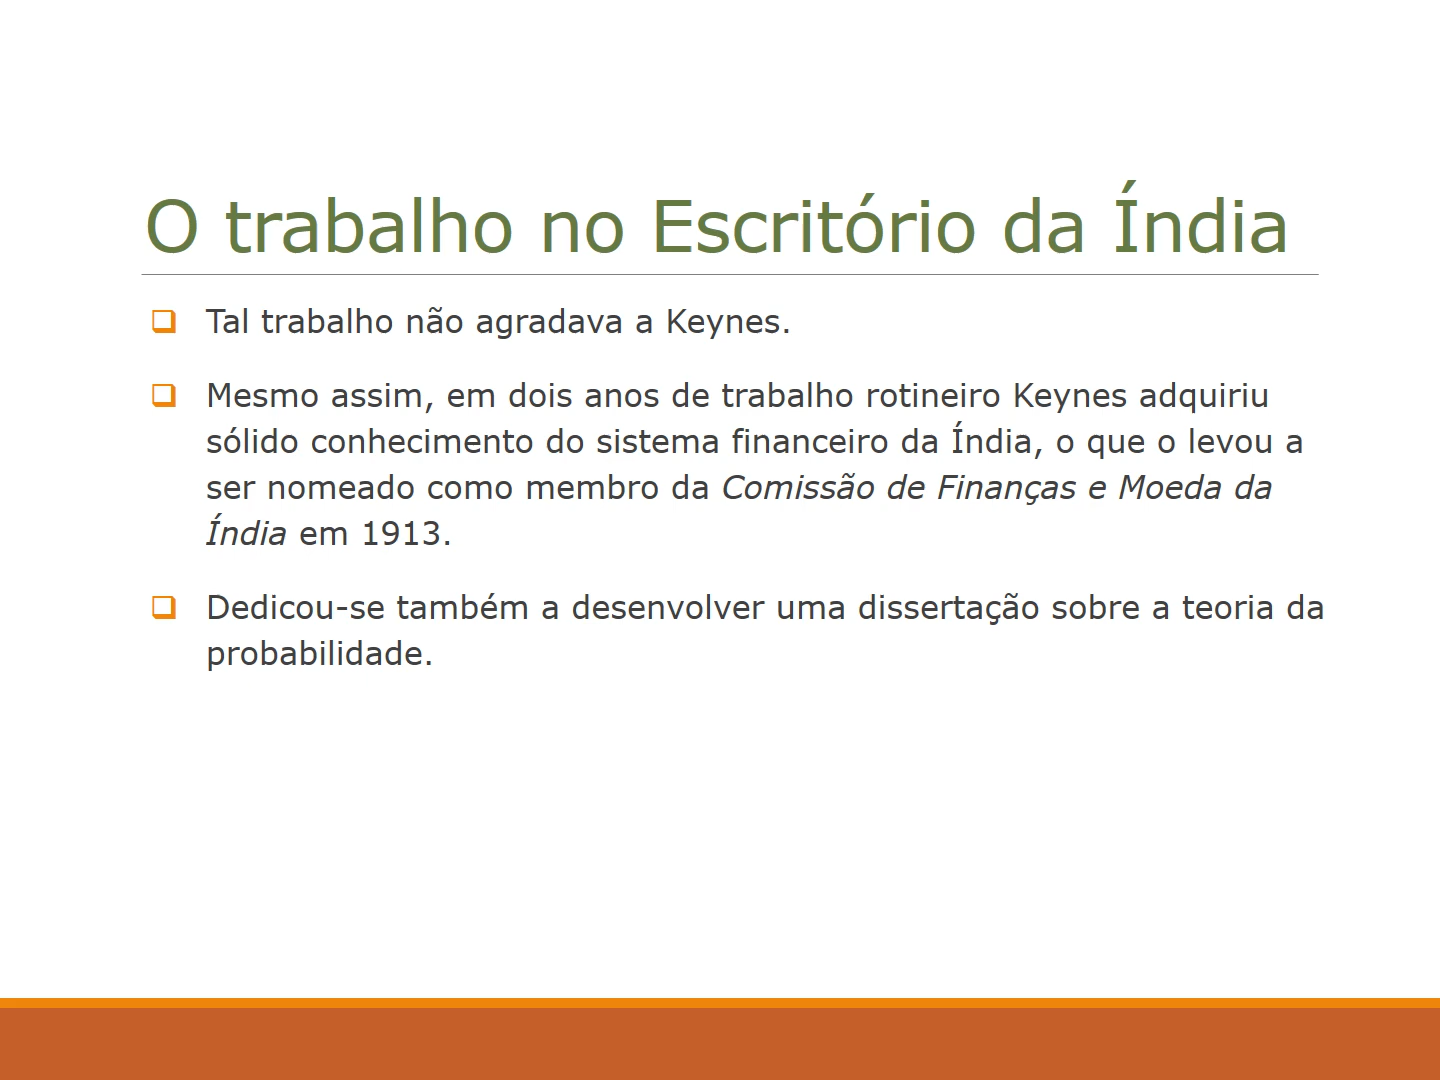 O trabalho no Escritório da Índia
Tal trabalho não agradava a Keynes.
Mesmo assim, em dois anos de trabalho rotineiro Keynes adquiriu
sólido conhecimento do sistema financeiro da Índia, o que o levou a
ser nomeado como membro da Comissão de Finanças e Moeda da
Índia em 1913.
Dedicou-se também a desenvolver uma dissertação sobre a teoria da
probabilidade.